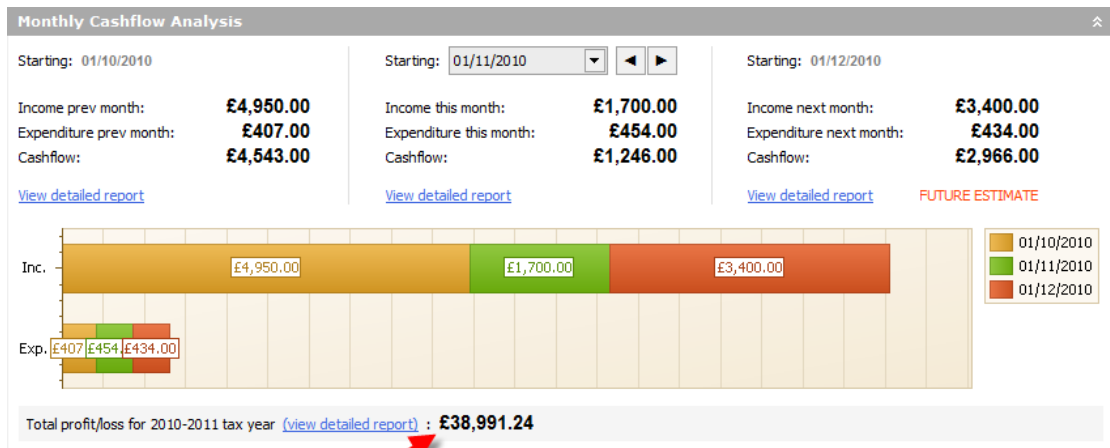 Monthly Cashflow Analysis
Starting: 01/10/2010
Income prev month: £4,950.00
Expenditure prev month: £407.00
Cashflow: £4,543.00
View detailed report
Starting: 01/11/2010
Income this month: £1,700.00
Expenditure this month: £454.00
Cashflow: £1,246.00
View detailed report
Starting: 01/12/2010
Income next month: £3,400.00
Expenditure next month: £434.00
Cashflow: £2,966.00
View detailed report FUTURE ESTIMATE
Inc. £4,950.00 £1,700.00 £3,400.00
Exp. £407 £454. £434.00
01/10/2010
01/11/2010
01/12/2010
Total profit/loss for 2010-2011 tax year (view detailed report) : £38,991.24